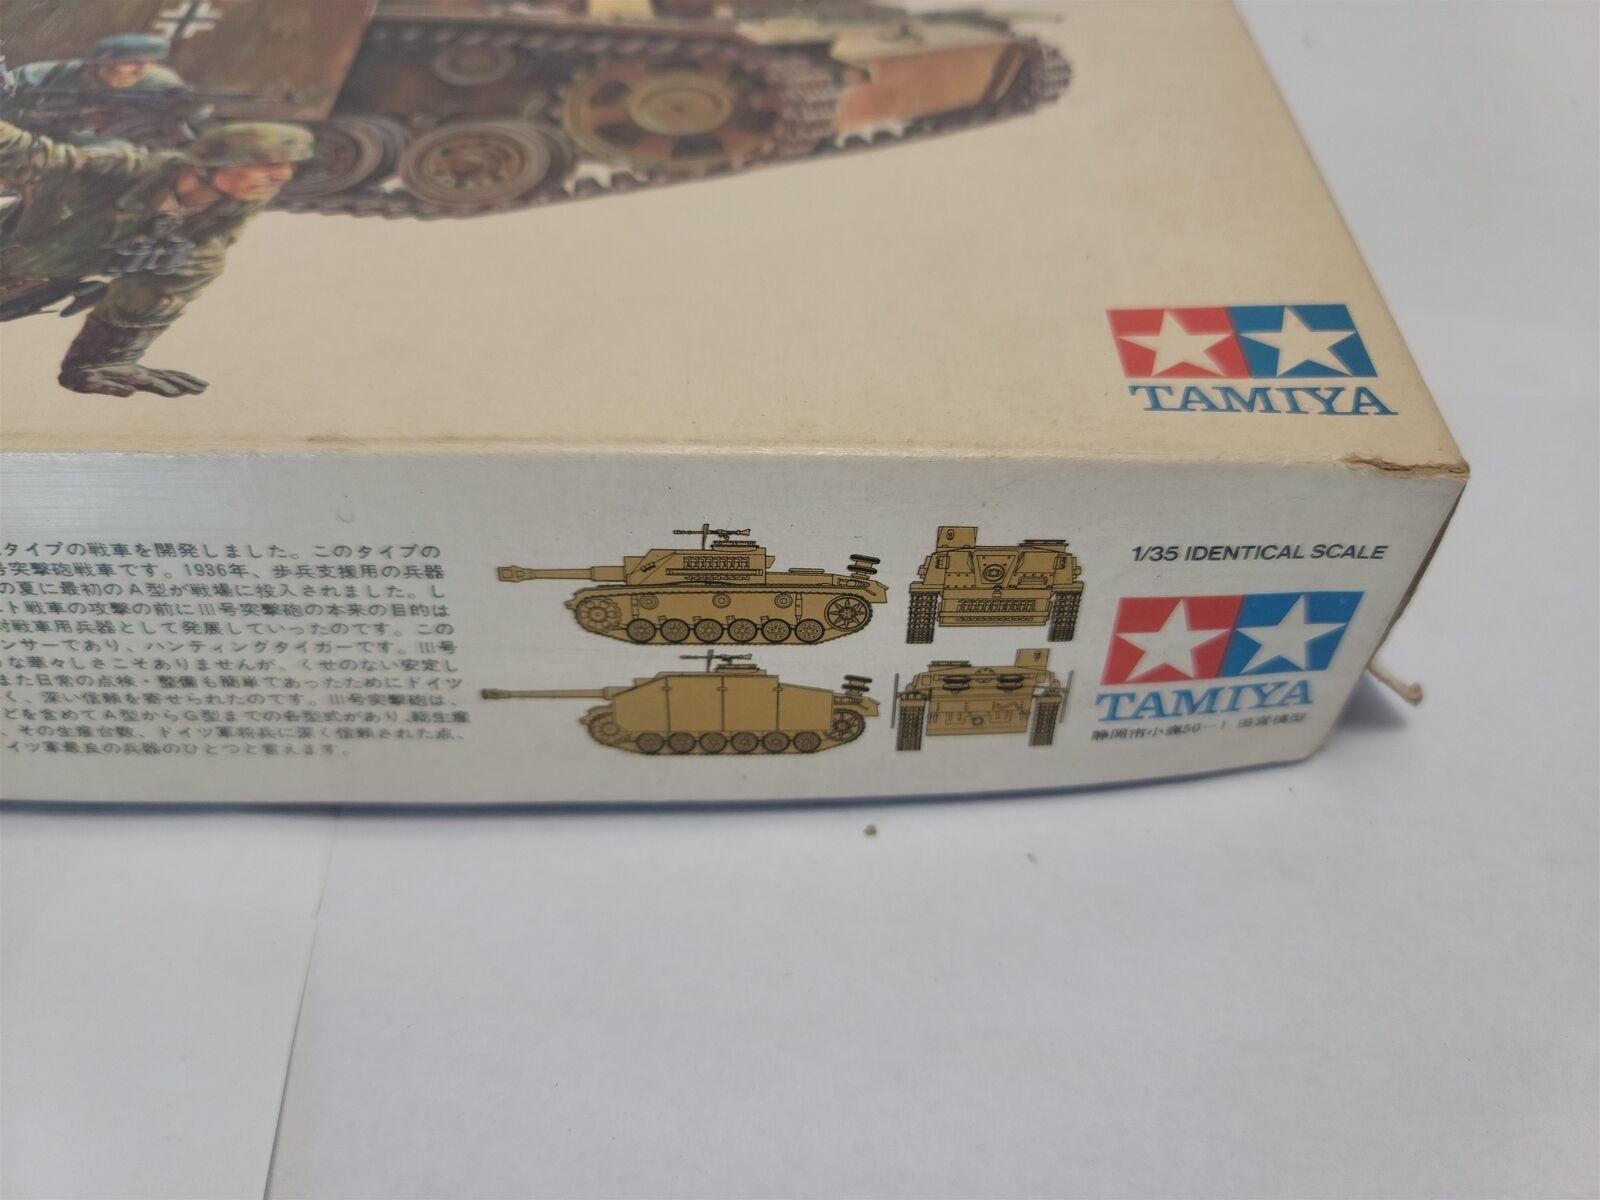 TAMIYA
タイプの戦車を開発しました。このタイプの
号突撃砲戦車です。1936年、歩兵支援用の兵器
の夏に最初のA型が戦場に投入されました。し
ト戦車の攻撃の前にIII号突撃砲の本来の目的は
対戦車用兵器として発展していったのです。この
ンサーであり、ハンティングタイガーです。III号
な華々しさこそありませんが、くせのない安定し
また日常の点検・整備も簡単であったためにドイツ
く、深い信頼を寄せられたのです。III号突撃砲は、
どを含めてA型からG型までの各型式があり、総生産
、その生産台数、ドイツ軍将兵に深く信頼された点、
イツ軍最良の兵器のひとつと言えます。
1/35 IDENTICAL SCALE
TAMIYA
静岡市小鹿50-1 田宮模型